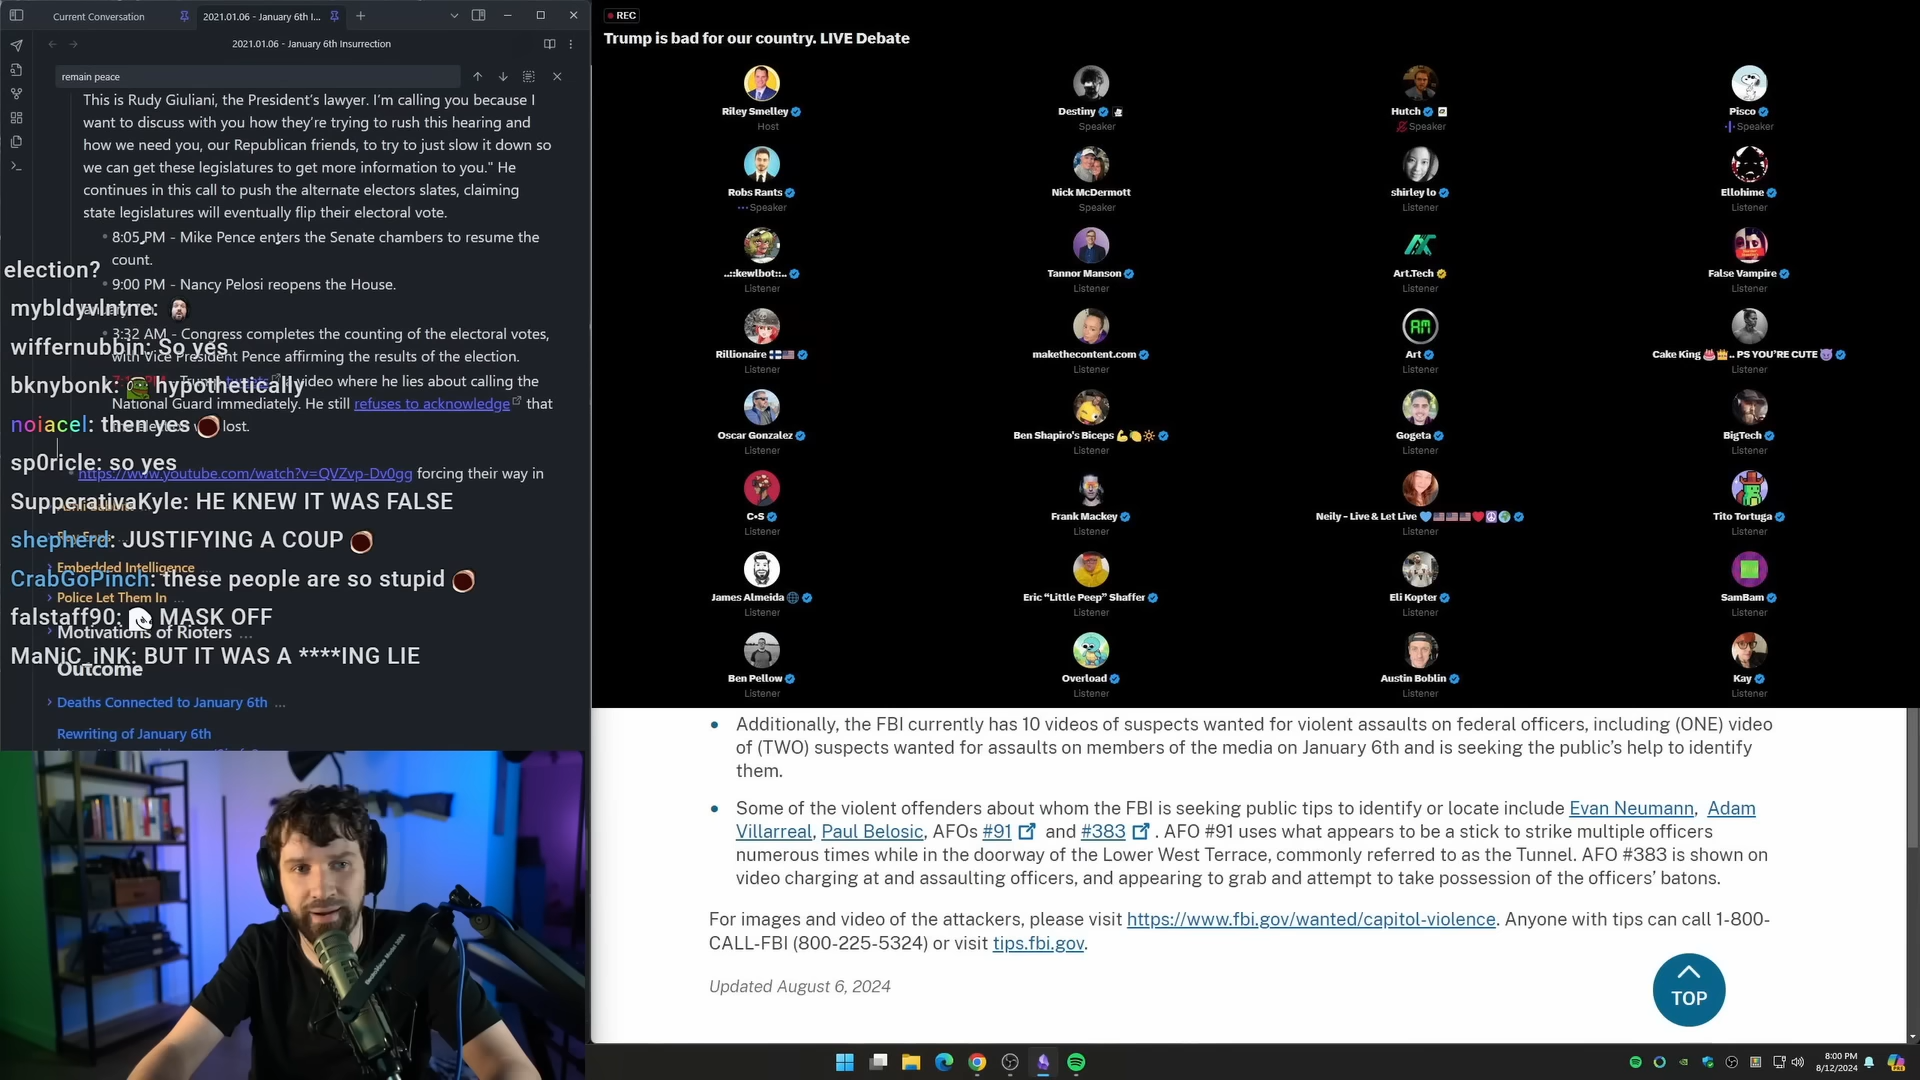 Current Conversation
2021.01.06 - January 6th I...
2021.01.06 - January 6th Insurrection
remain peace
This is Rudy Giuliani, the President's lawyer. I'm calling you because I
want to discuss with you how they're trying to rush this hearing and
how we need you, our Republican friends, to try to just slow it down so
we can get these legislatures to get more information to you." He
continues in this call to push the alternate electors slates, claiming
state legislatures will eventually flip their electoral vote.
8:05 PM - Mike Pence enters the Senate chambers to resume the
count.
9:00 PM - Nancy Pelosi reopens the House.
3:32 AM - Congress completes the counting of the electoral votes,
with Vice President Pence affirming the results of the election.
Trump video where he lies about calling the
National Guard immediately. He still refuses to acknowledge that
lost.
https://www.youtube.com/watch?v=QVZvp-Dv0gg forcing their way in
Embedded Intelligence ...
Police Let Them In ...
Motivations of Rioters ...
Outcome
Deaths Connected to January 6th ...
Rewriting of January 6th
election?
mybldyvlntne:
wiffernubbin: So yes
bknybonk: hypothetically
noiacel: then yes
sp0ricle: so yes
SupperativaKyle: HE KNEW IT WAS FALSE
shepherd: JUSTIFYING A COUP
CrabGoPinch: these people are so stupid
falstaff90: MASK OFF
MaNiC_iNK: BUT IT WAS A ****ING LIE
REC
Trump is bad for our country. LIVE Debate
Riley Smelley
Host
Destiny
Speaker
Hutch
Speaker
Pisco
Speaker
Robs Rants
Speaker
Nick McDermott
Speaker
shirley lo
Listener
Ellohime
Listener
..::kewlbot::..
Listener
Tannor Manson
Listener
Art.Tech
Listener
False Vampire
Listener
Rillionaire
Listener
makethecontent.com
Listener
AM
Art
Listener
Cake King .. PS YOU'RE CUTE
Listener
Oscar Gonzalez
Listener
Ben Shapiro's Biceps
Listener
Gogeta
Listener
BigTech
Listener
C•S
Listener
Frank Mackey
Listener
Neily - Live & Let Live
Listener
Tito Tortuga
Listener
James Almeida
Listener
Eric “Little Peep” Shaffer
Listener
Eli Kopter
Listener
SamBam
Listener
Ben Pellow
Listener
Overload
Listener
Austin Boblin
Listener
Kay
Listener
Additionally, the FBI currently has 10 videos of suspects wanted for violent assaults on federal officers, including (ONE) video
of (TWO) suspects wanted for assaults on members of the media on January 6th and is seeking the public's help to identify
them.
Some of the violent offenders about whom the FBI is seeking public tips to identify or locate include Evan Neumann, Adam
Villarreal, Paul Belosic, AFOs #91 and #383 . AFO #91 uses what appears to be a stick to strike multiple officers
numerous times while in the doorway of the Lower West Terrace, commonly referred to as the Tunnel. AFO #383 is shown on
video charging at and assaulting officers, and appearing to grab and attempt to take possession of the officers' batons.
For images and video of the attackers, please visit https://www.fbi.gov/wanted/capitol-violence. Anyone with tips can call 1-800-
CALL-FBI (800-225-5324) or visit tips.fbi.gov.
Updated August 6, 2024
TOP
8:00 PM
8/12/2024